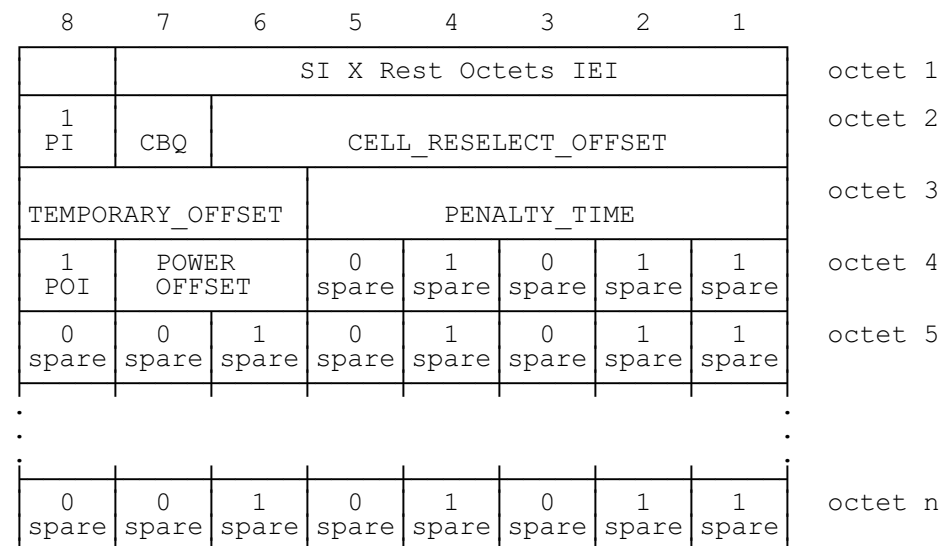 8 7 6 5 4 3 2 1
SI X Rest Octets IEI octet 1
1 octet 2
PI CBQ CELL_RESELECT_OFFSET
octet 3
TEMPORARY_OFFSET PENALTY_TIME
1 POWER 0 1 0 1 1 octet 4
POI OFFSET spare spare spare spare spare
0 0 1 0 1 0 1 1 octet 5
spare spare spare spare spare spare spare spare
0 0 1 0 1 0 1 1 octet n
spare spare spare spare spare spare spare spare